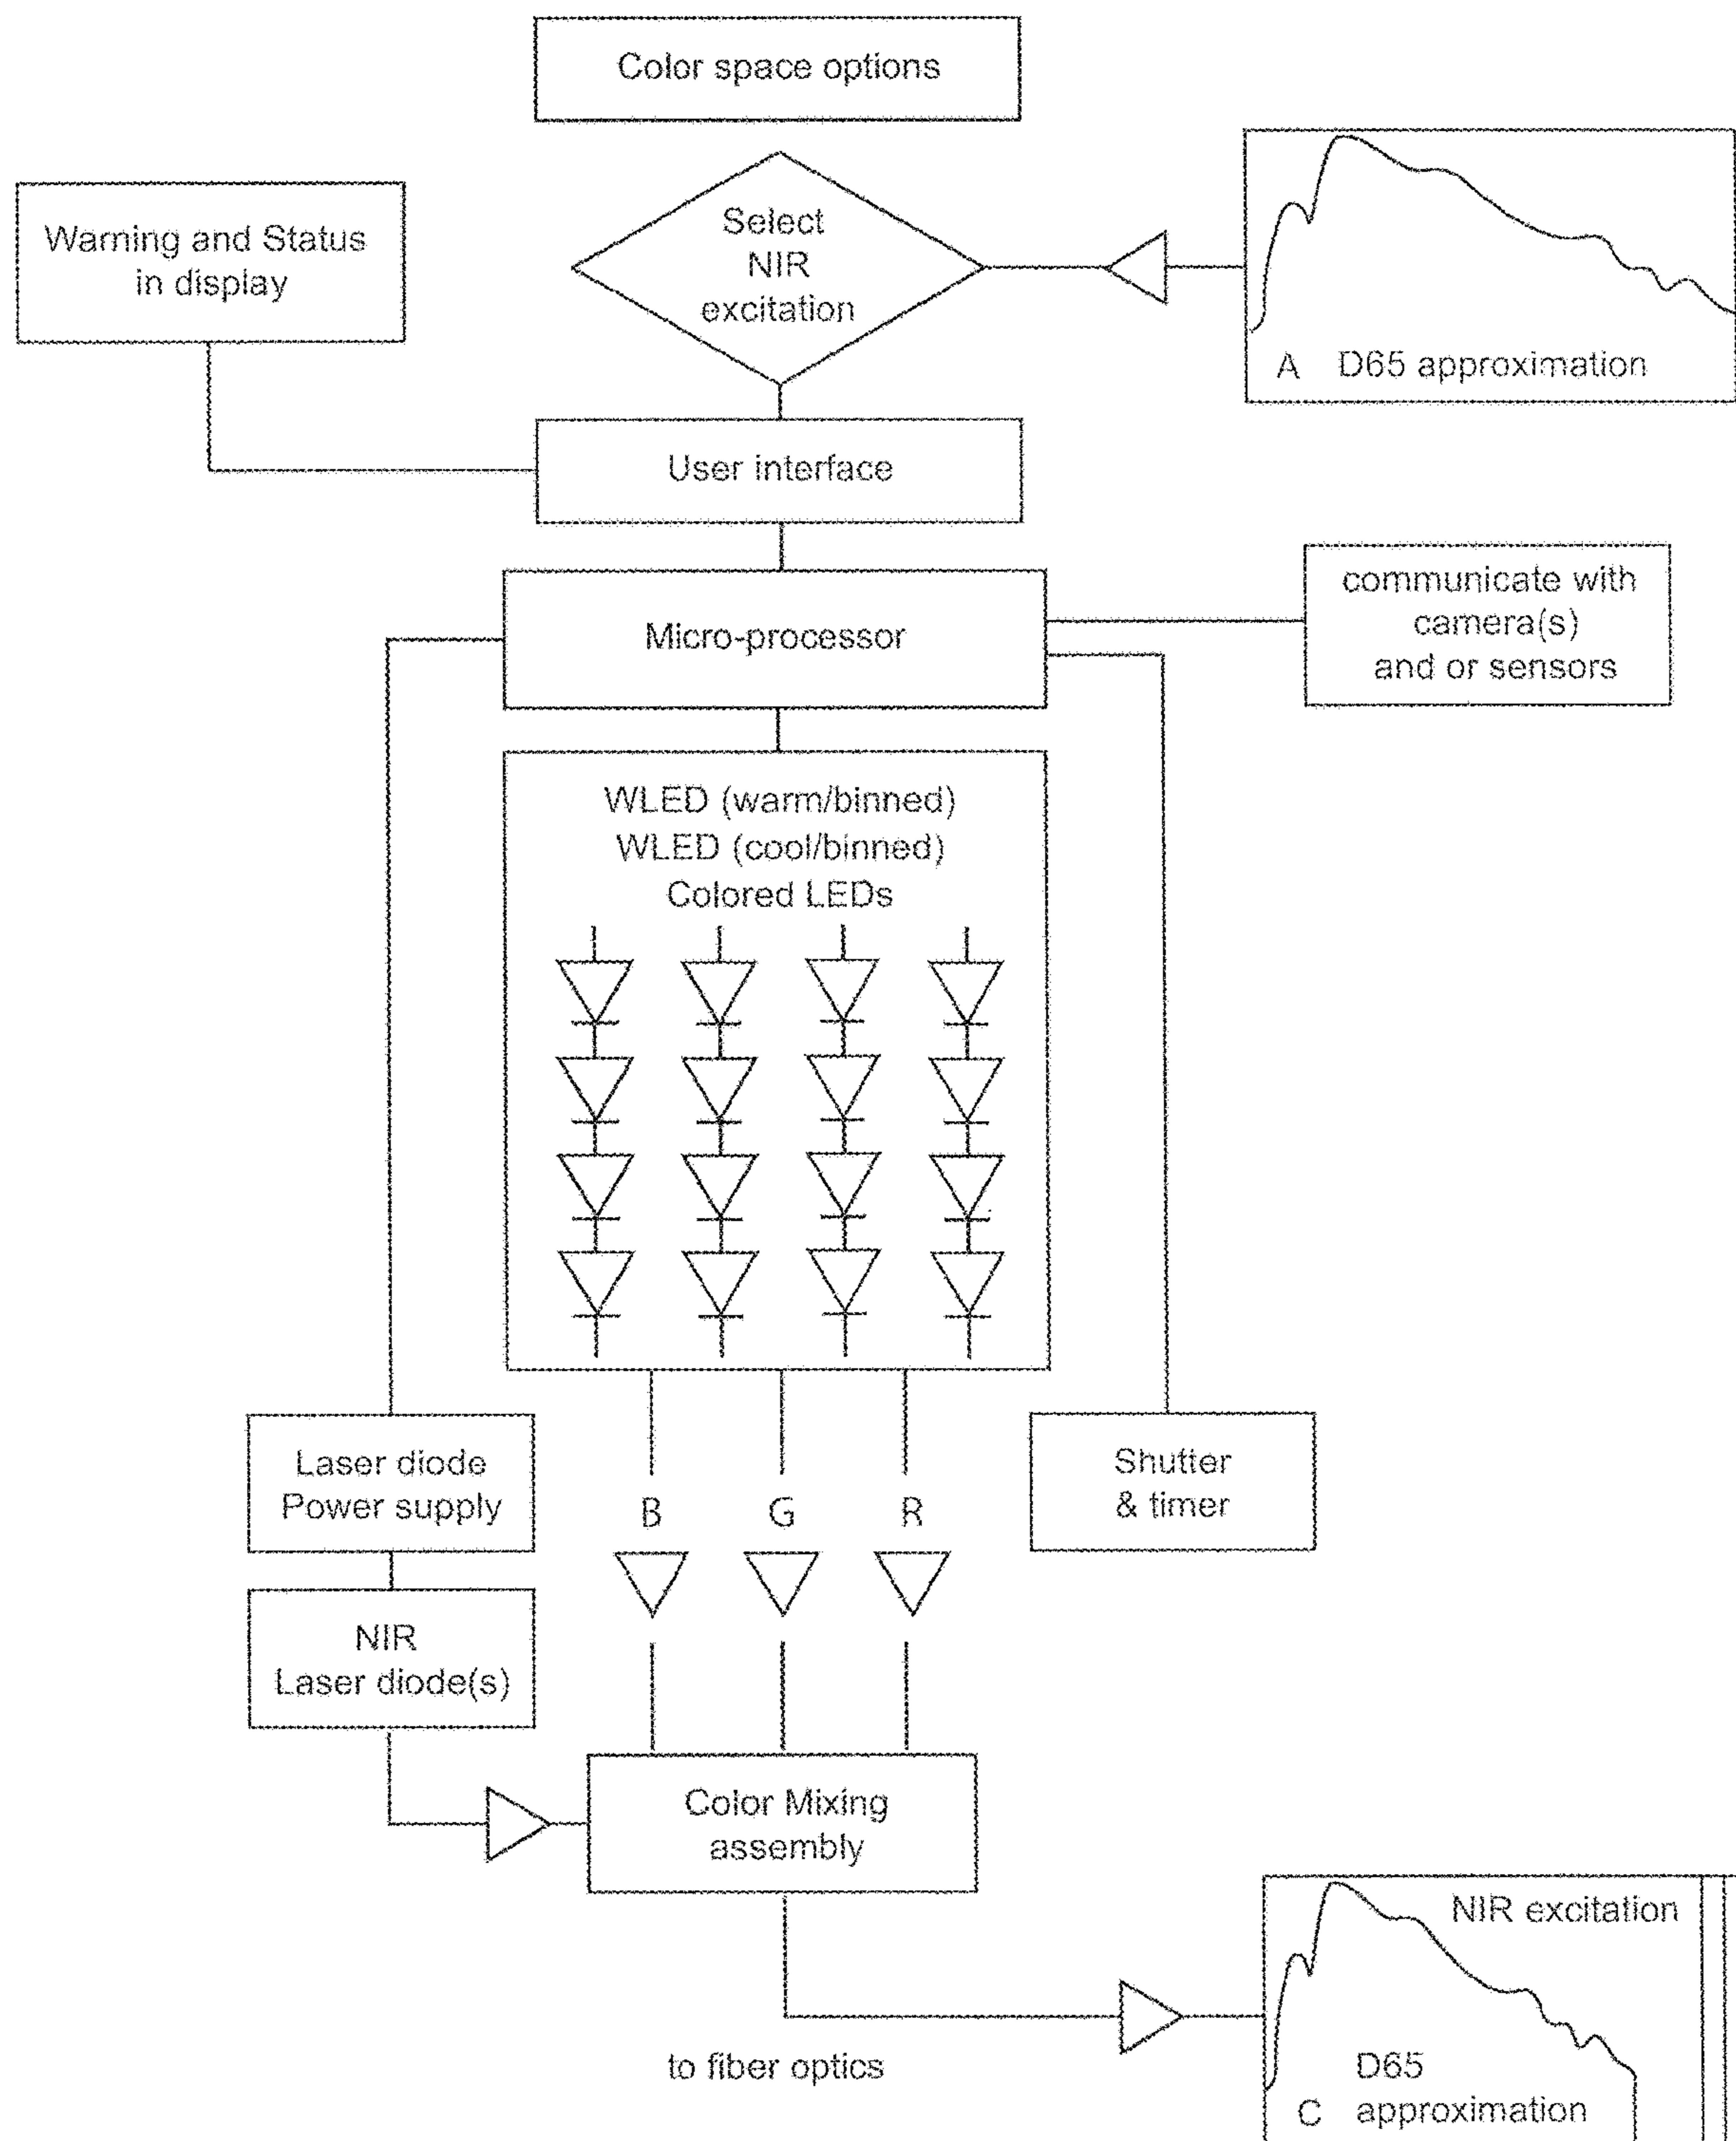 Color space options
Warning and Status
in display
Select
NIR
excitation
A D65 approximation
User interface
Micro-processor
communicate with
camera(s)
and or sensors
WLED (warm/binned)
WLED (cool/binned)
Colored LEDs
Laser diode
Power supply
B G R
Shutter
& timer
NIR
Laser diode(s)
Color Mixing
assembly
NIR excitation
to fiber optics
D65
C approximation